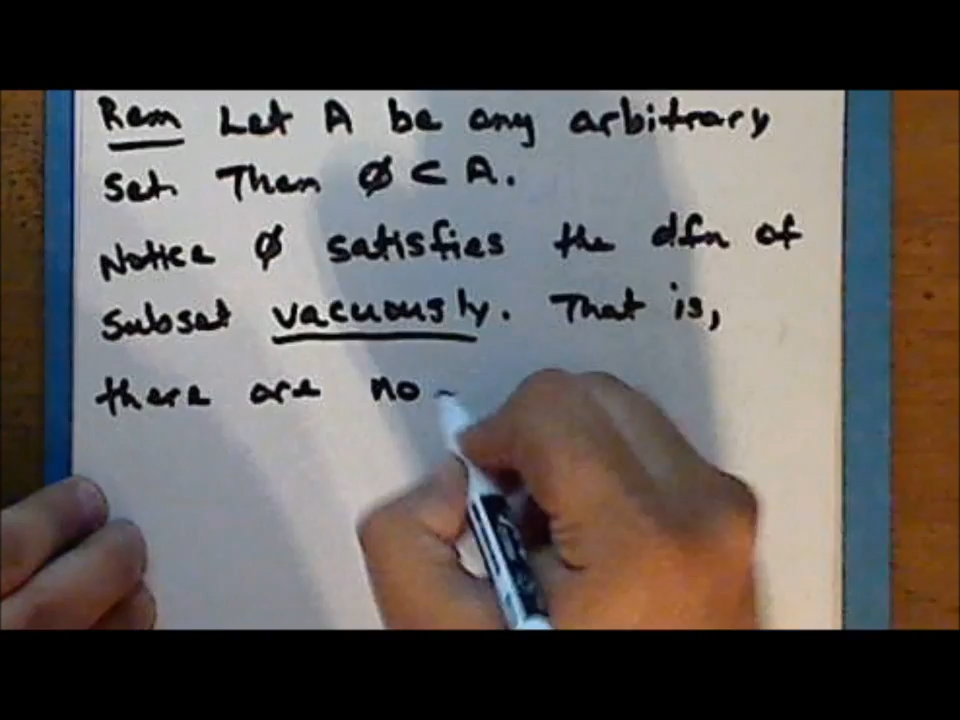 Rem Let A be any arbitrary
set. Then ∅ ⊂ A.
Notice ∅ satisfies the dfn of
subset vacuously. That is,
there are no